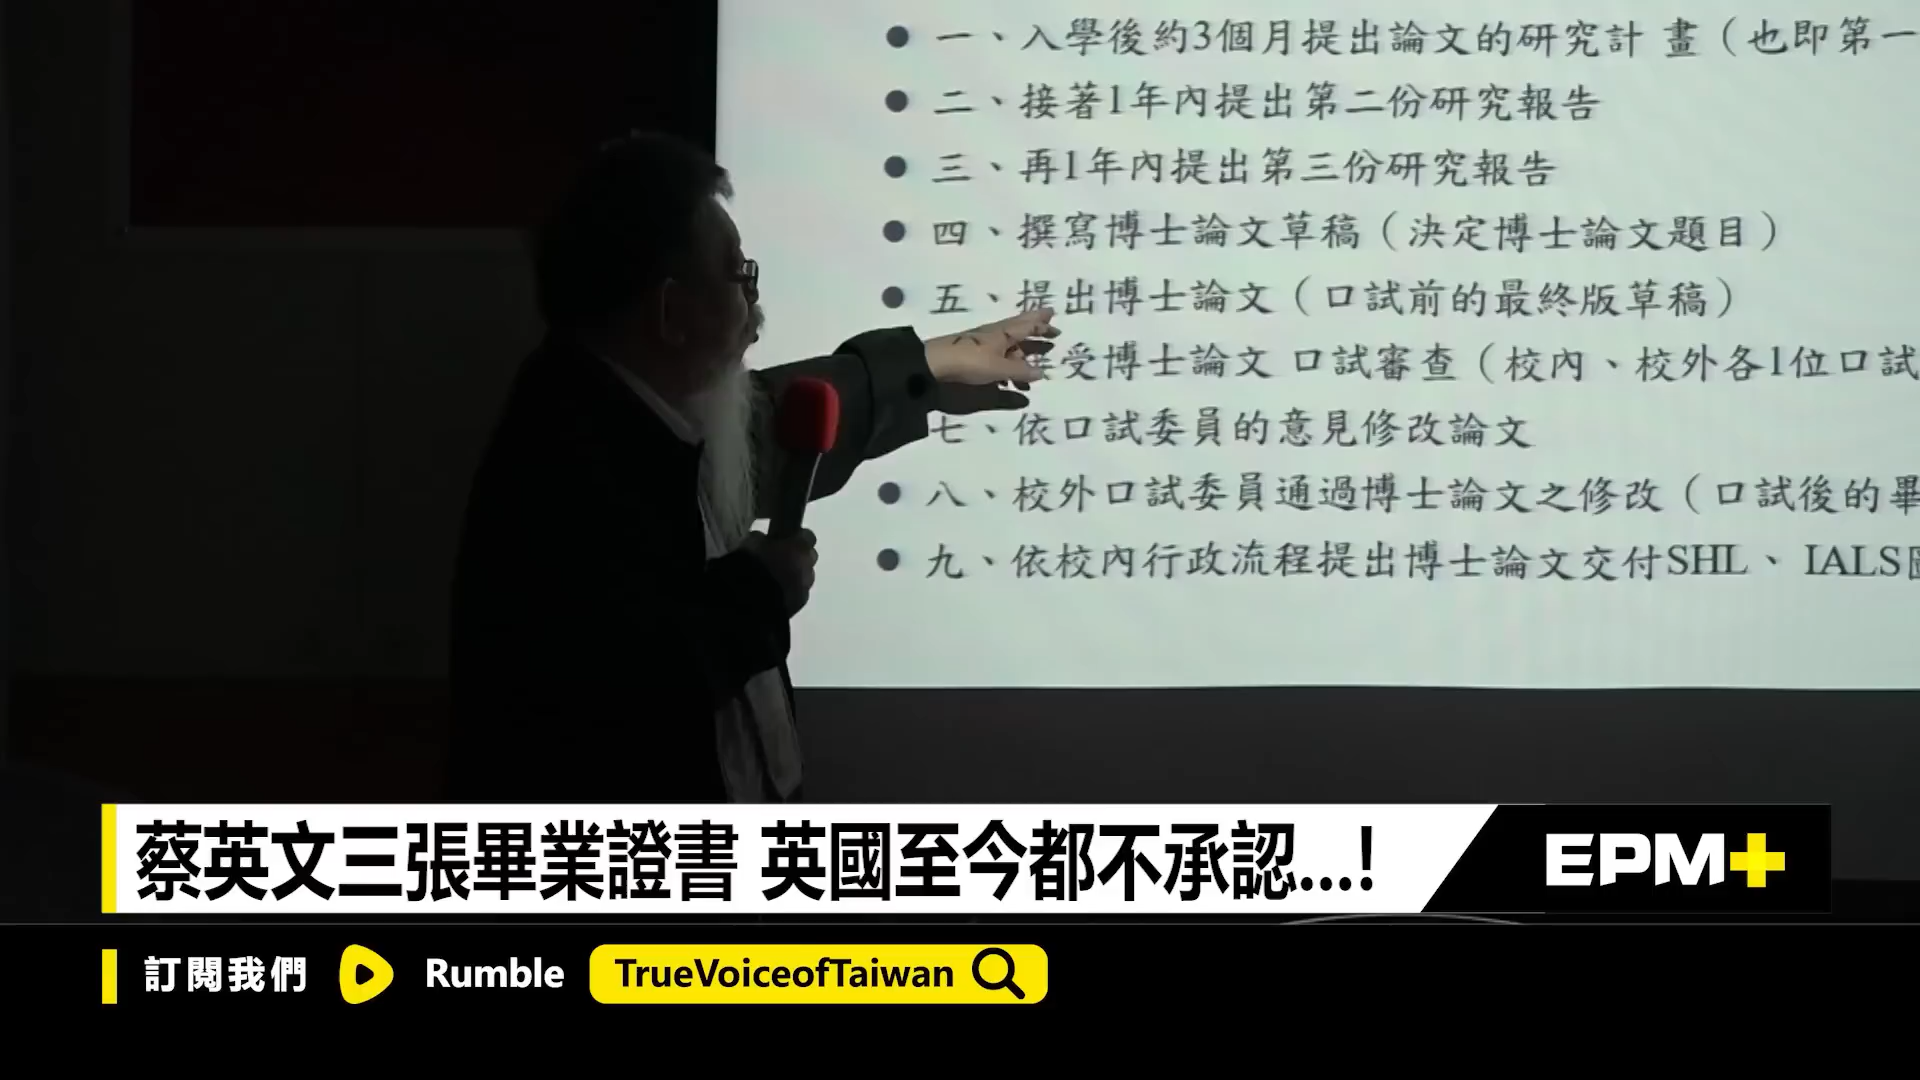 一、入學後約3個月提出論文的研究計 畫（也即第一
二、接著1年內提出第二份研究報告
三、再1年內提出第三份研究報告
四、撰寫博士論文草稿（決定博士論文題目）
五、提出博士論文（口試前的最終版草稿）
受博士論文 口試審查（校內、校外各1位口試
七、依口試委員的意見修改論文
八、校外口試委員通過博士論文之修改（口試後的畢
九、依校內行政流程提出博士論文交付SHL、IALS
蔡英文三張畢業證書 英國至今都不承認...!
EPM+
訂閱我們 Rumble TrueVoiceofTaiwan